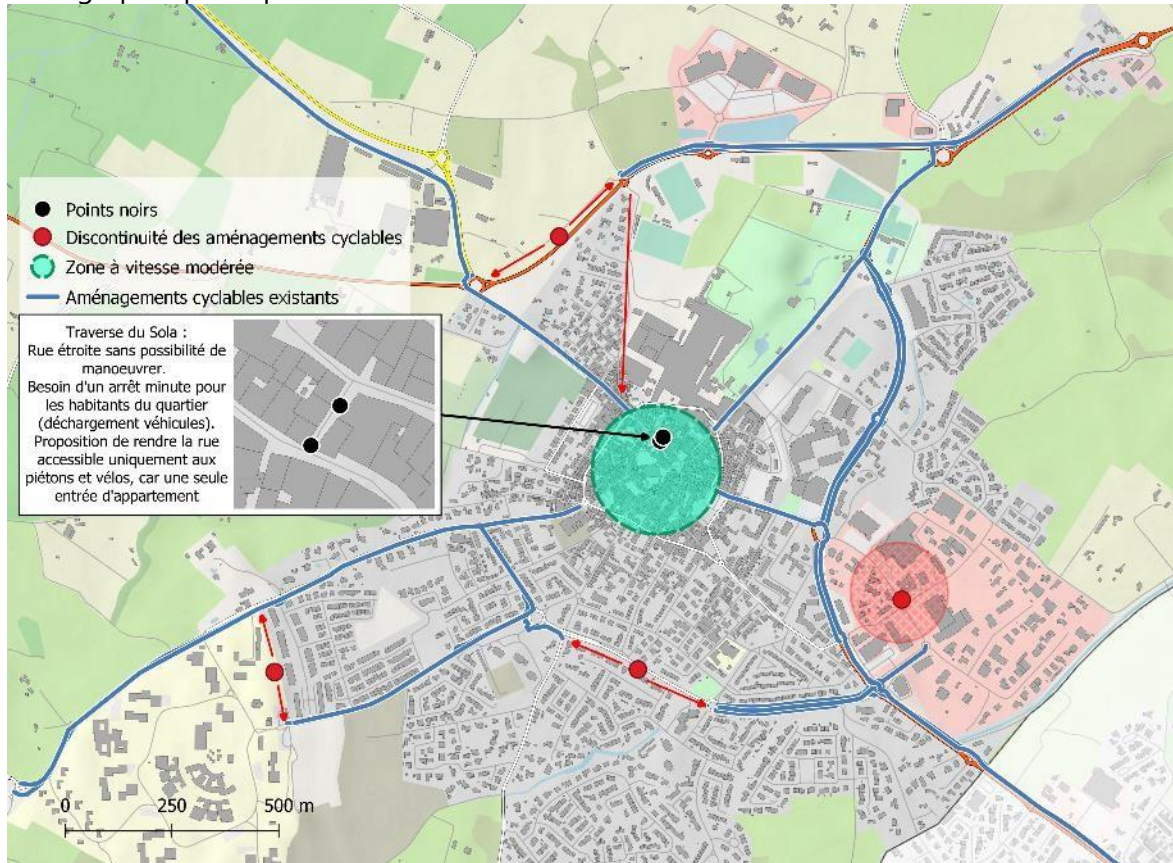 Points noirs
Discontinuité des aménagements cyclables
Zone à vitesse modérée
Aménagements cyclables existants
Traverse du Sola :
Rue étroite sans possibilité de
manoeuvrer.
Besoin d'un arrêt minute pour
les habitants du quartier
(déchargement véhicules).
Proposition de rendre la rue
accessible uniquement aux
piétons et vélos, car une seule
entrée d'appartement
0 250 500 m